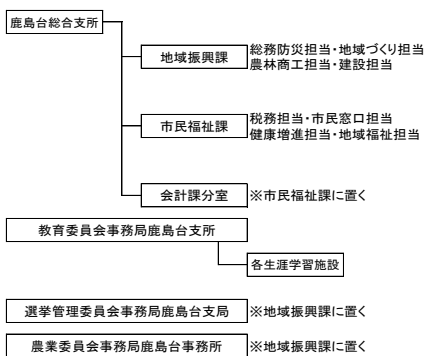 鹿島台総合支所
地域振興課
総務防災担当・地域づくり担当
農林商工担当・建設担当
市民福祉課
税務担当・市民窓口担当
健康増進担当・地域福祉担当
会計課分室
※市民福祉課に置く
教育委員会事務局鹿島台支所
各生涯学習施設
選挙管理委員会事務局鹿島台支局
※地域振興課に置く
農業委員会事務局鹿島台事務所
※地域振興課に置く